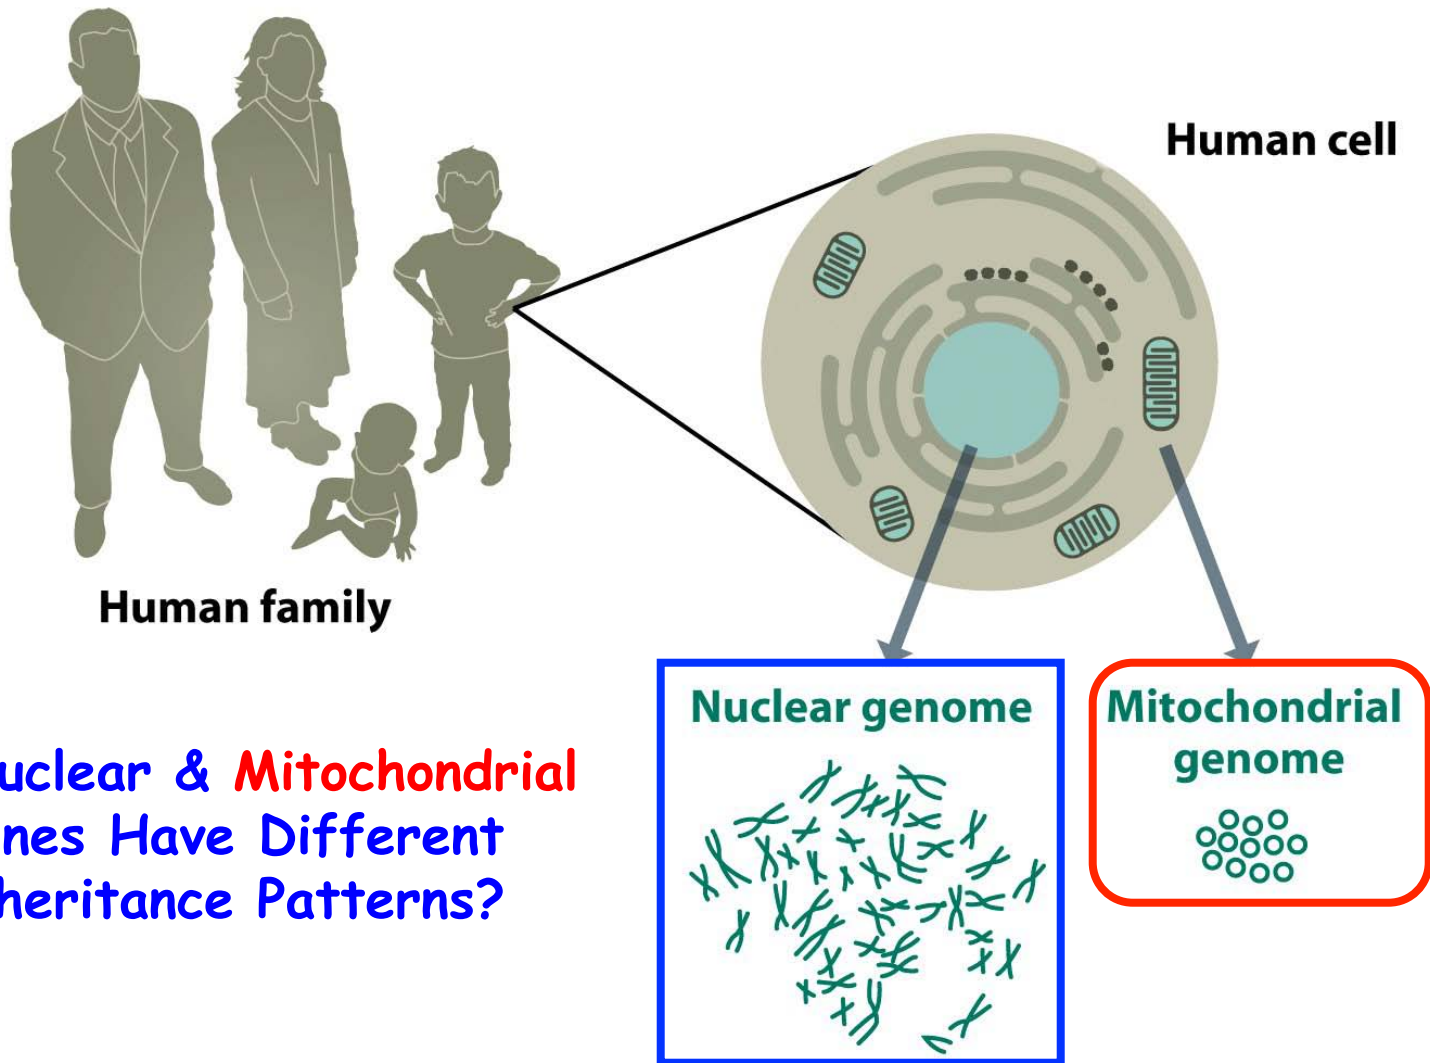 Human cell
Human family
Nuclear genome
Mitochondrial
genome
uclear & Mitochondrial
nes Have Different
heritance Patterns?